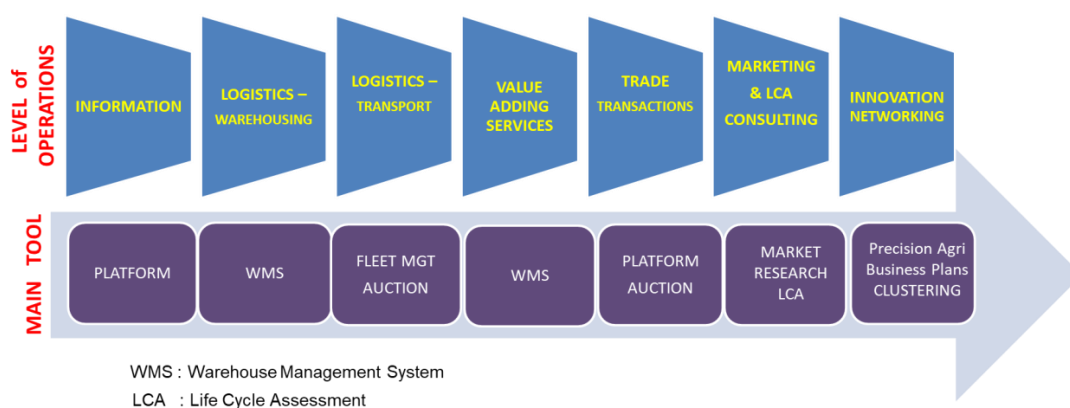 LEVEL of
OPERATIONS
INFORMATION
LOGISTICS –
WAREHOUSING
LOGISTICS –
TRANSPORT
VALUE
ADDING
SERVICES
TRADE
TRANSACTIONS
MARKETING
& LCA
CONSULTING
INNOVATION
NETWORKING
MAIN TOOL
PLATFORM
WMS
FLEET MGT
AUCTION
WMS
PLATFORM
AUCTION
MARKET
RESEARCH
LCA
Precision Agri
Business Plans
CLUSTERING
WMS : Warehouse Management System
LCA : Life Cycle Assessment